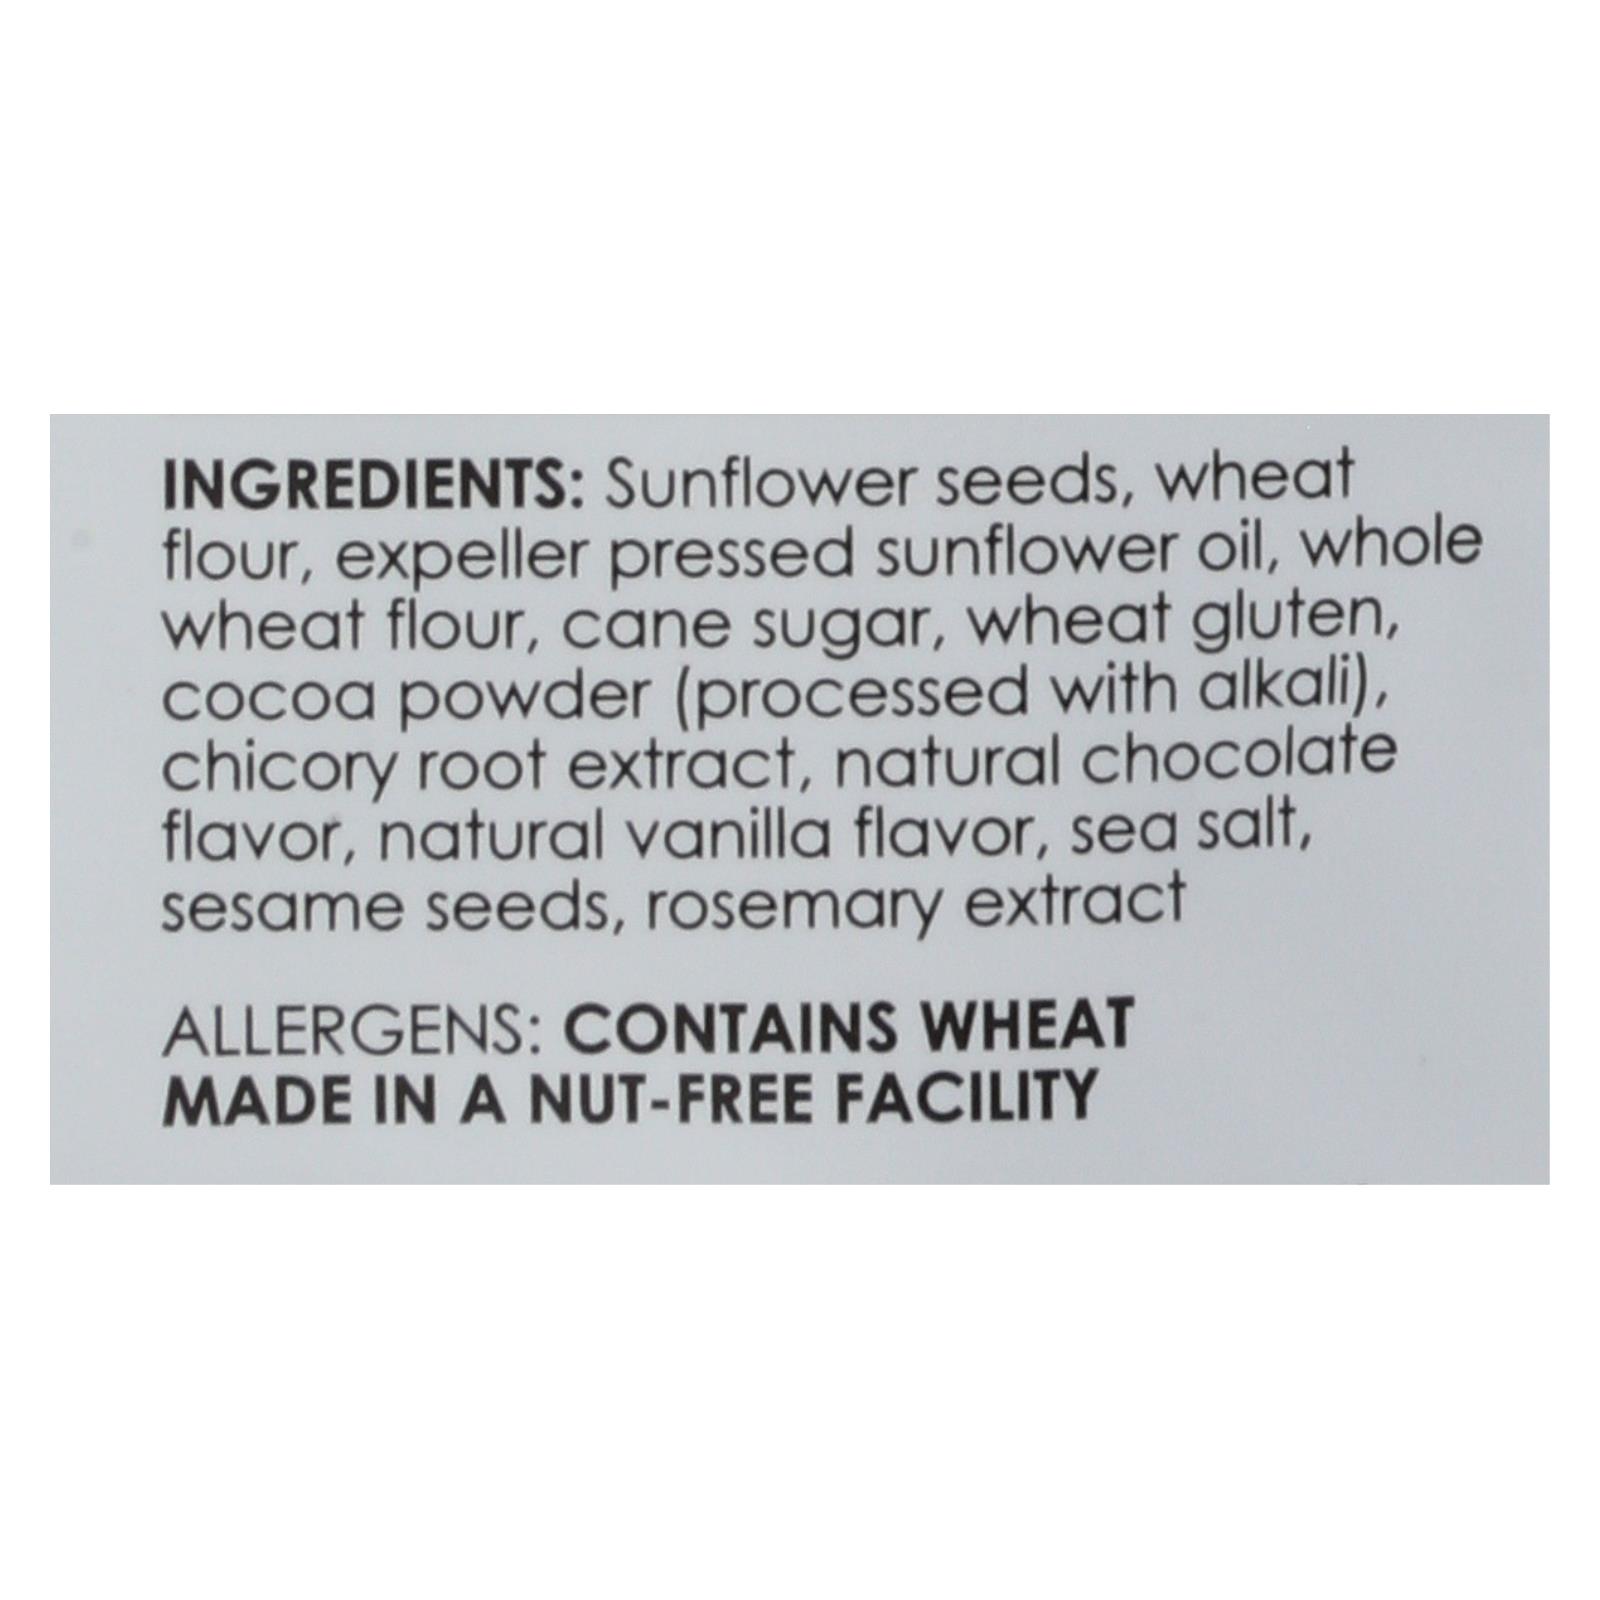 INGREDIENTS: Sunflower seeds, wheat
flour, expeller pressed sunflower oil, whole
wheat flour, cane sugar, wheat gluten,
cocoa powder (processed with alkali),
chicory root extract, natural chocolate
flavor, natural vanilla flavor, sea salt,
sesame seeds, rosemary extract
ALLERGENS: CONTAINS WHEAT
MADE IN A NUT-FREE FACILITY